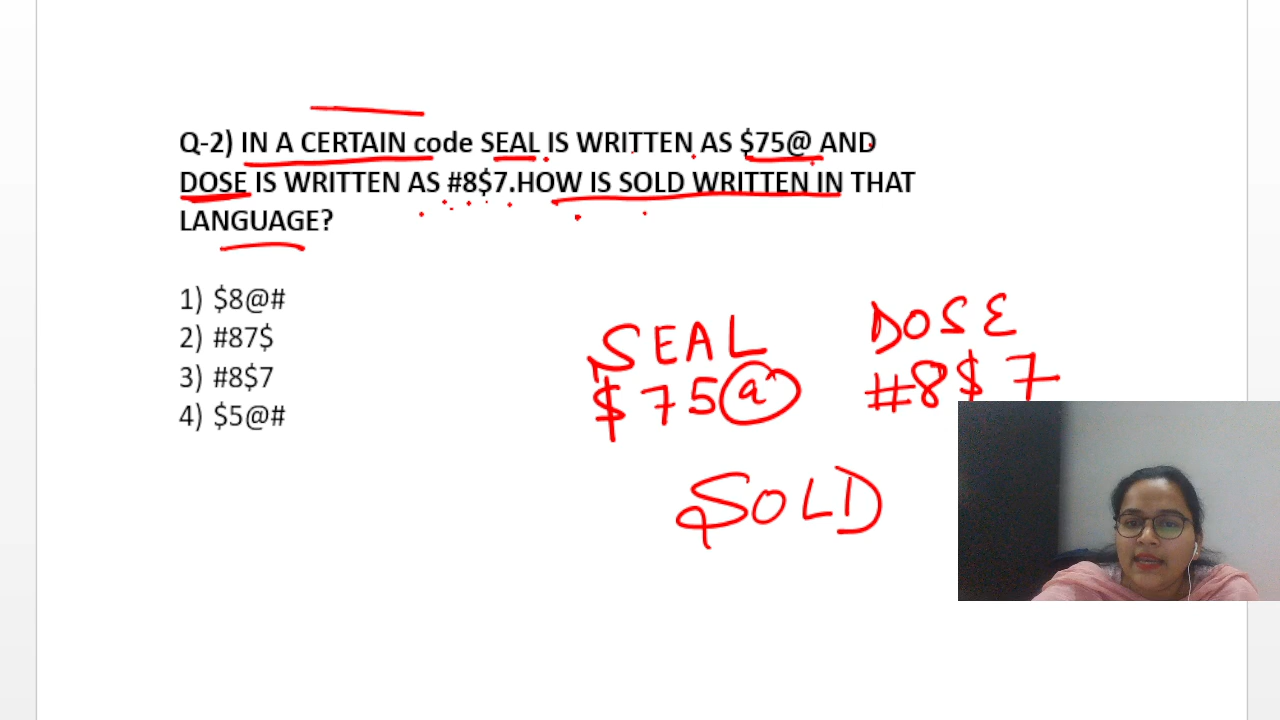 Q-2) IN A CERTAIN code SEAL IS WRITTEN AS $75@ AND
DOSE IS WRITTEN AS #8$7.HOW IS SOLD WRITTEN IN THAT
LANGUAGE?
1) $8@#
2) #87$
3) #8$7
4) $5@#
SEAL
$75@
DOSE
#8$7
SOLD